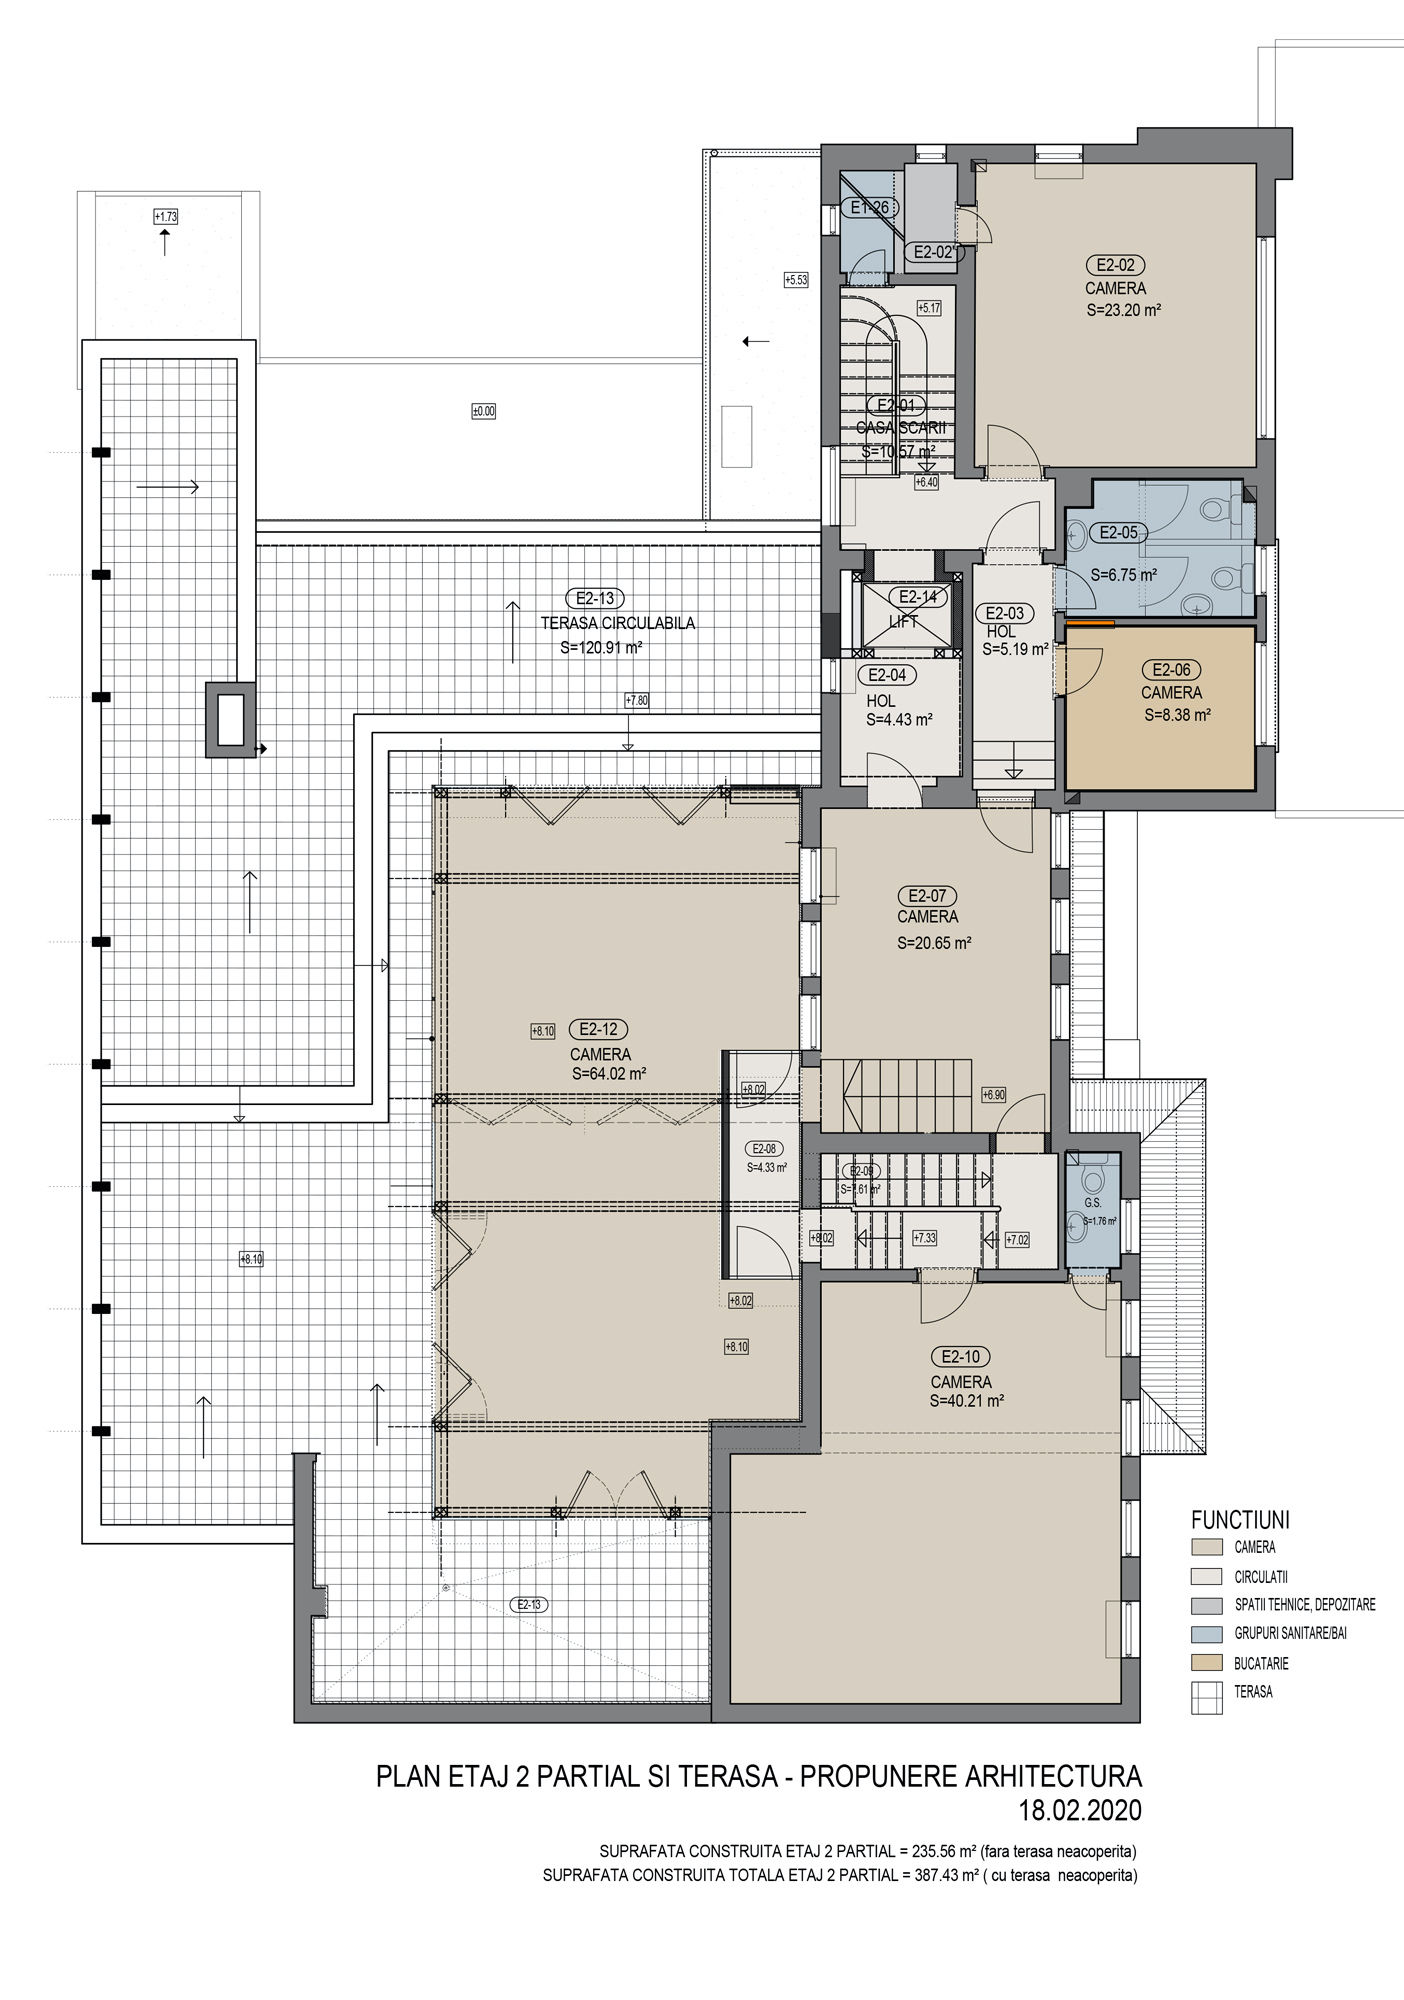 +1.73
E1-26
E2-02'
E2-02
CAMERA
S=23.20 m²
+5.53
+5.17
±0.00
E2-01
CASA SCARII
S=10.57 m²
+6.40
E2-05
S=6.75 m²
E2-13
TERASA CIRCULABILA
S=120.91 m²
E2-14
LIFT
E2-03
HOL
S=5.19 m²
E2-04
HOL
S=4.43 m²
E2-06
CAMERA
S=8.38 m²
+7.80
E2-07
CAMERA
S=20.65 m²
+8.10
E2-12
CAMERA
S=64.02 m²
+8.02
+6.90
E2-08
S=4.33 m²
E2-09
S=7.61 m²
G.S.
S=1.76 m²
+8.02
+7.33
+7.02
+8.10
+8.02
+8.10
E2-10
CAMERA
S=40.21 m²
E2-13
FUNCTIUNI
CAMERA
CIRCULATII
SPATII TEHNICE, DEPOZITARE
GRUPURI SANITARE/BAI
BUCATARIE
TERASA
PLAN ETAJ 2 PARTIAL SI TERASA - PROPUNERE ARHITECTURA
18.02.2020
SUPRAFATA CONSTRUITA ETAJ 2 PARTIAL = 235.56 m² (fara terasa neacoperita)
SUPRAFATA CONSTRUITA TOTALA ETAJ 2 PARTIAL = 387.43 m² ( cu terasa neacoperita)